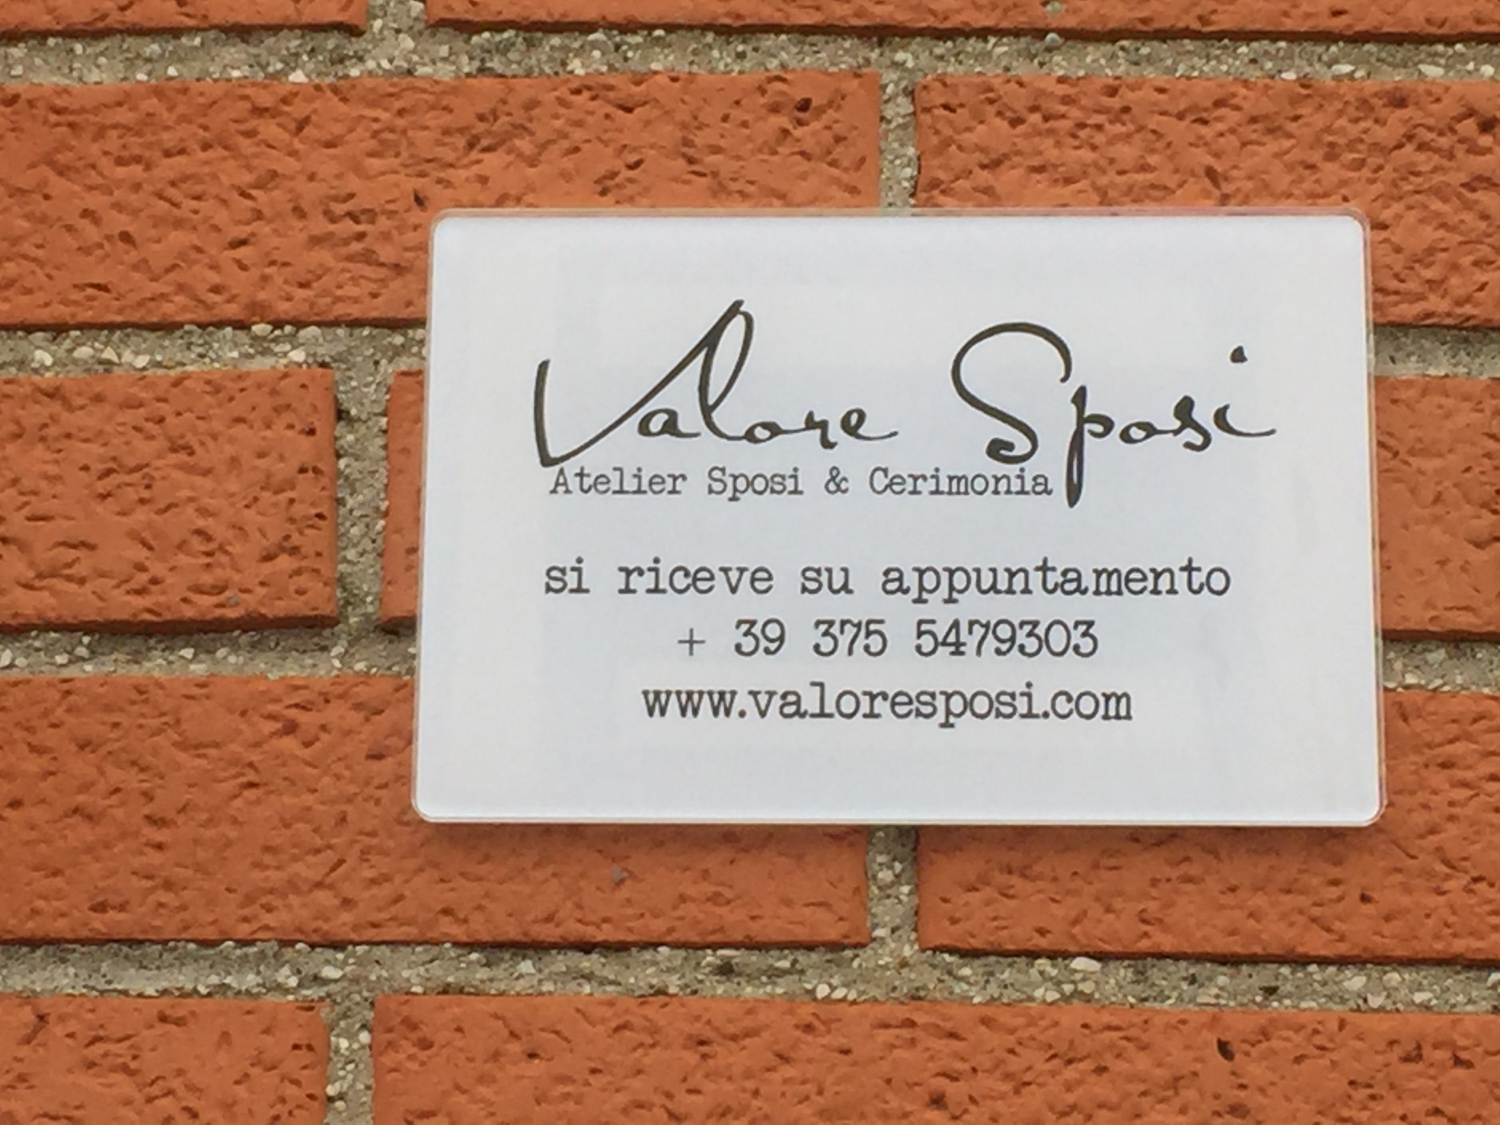 Valore Sposi
Atelier Sposi & Cerimonia
si riceve su appuntamento
+ 39 375 5479303
www.valoresposi.com